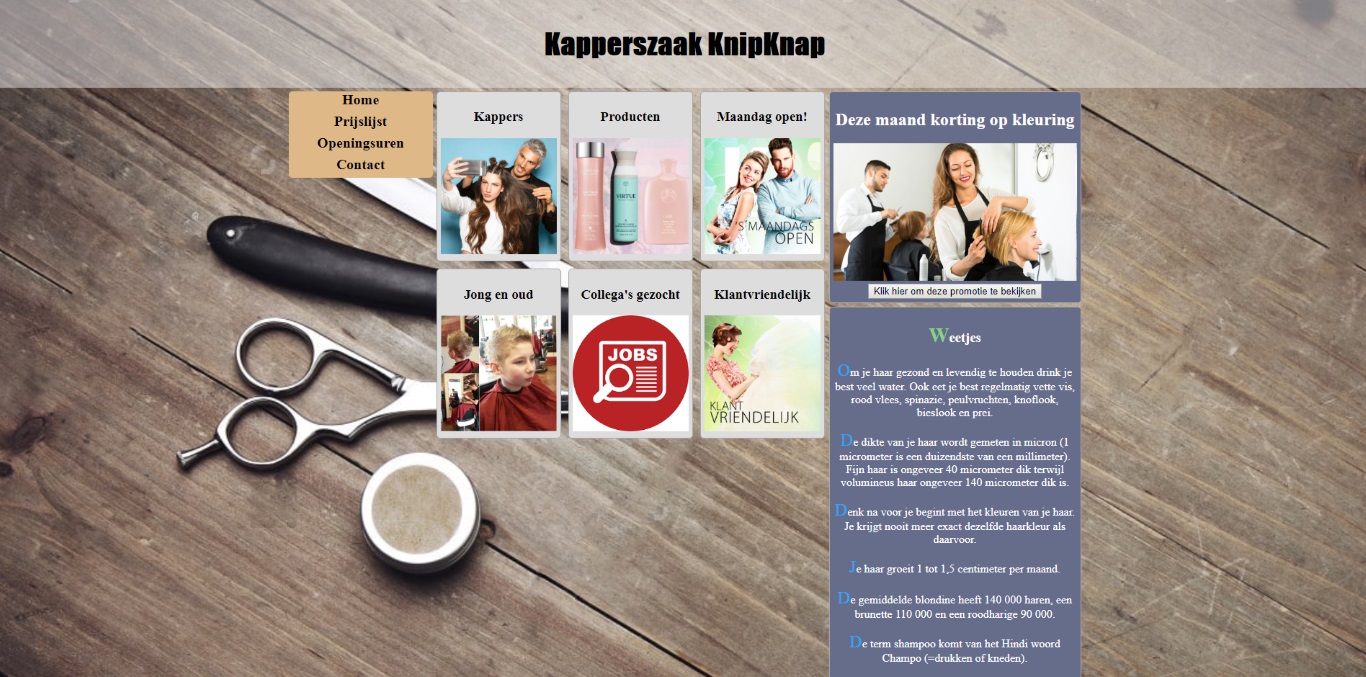 Kapperszaak KnipKnap
Home
Prijslijst
Openingsuren
Contact
Kappers
Producten
VIRTUE
Maandag open!
'S MAANDAGS
OPEN
Jong en oud
Collega's gezocht
JOBS
Klantvriendelijk
KLANT
VRIENDELIJK
Deze maand korting op kleuring
Klik hier om deze promotie te bekijken
Weetjes
Om je haar gezond en levendig te houden drink je
best veel water. Ook eet je best regelmatig vette vis,
rood vlees, spinazie, peulvruchten, knoflook,
bieslook en prei.
De dikte van je haar wordt gemeten in micron (1
micrometer is een duizendste van een millimeter).
Fijn haar is ongeveer 40 micrometer dik terwijl
volumineus haar ongeveer 140 micrometer dik is.
Denk na voor je begint met het kleuren van je haar.
Je krijgt nooit meer exact dezelfde haarkleur als
daarvoor.
Je haar groeit 1 tot 1,5 centimeter per maand.
De gemiddelde blondine heeft 140 000 haren, een
brunette 110 000 en een roodharige 90 000.
De term shampoo komt van het Hindi woord
Champo (=drukken of kneden).